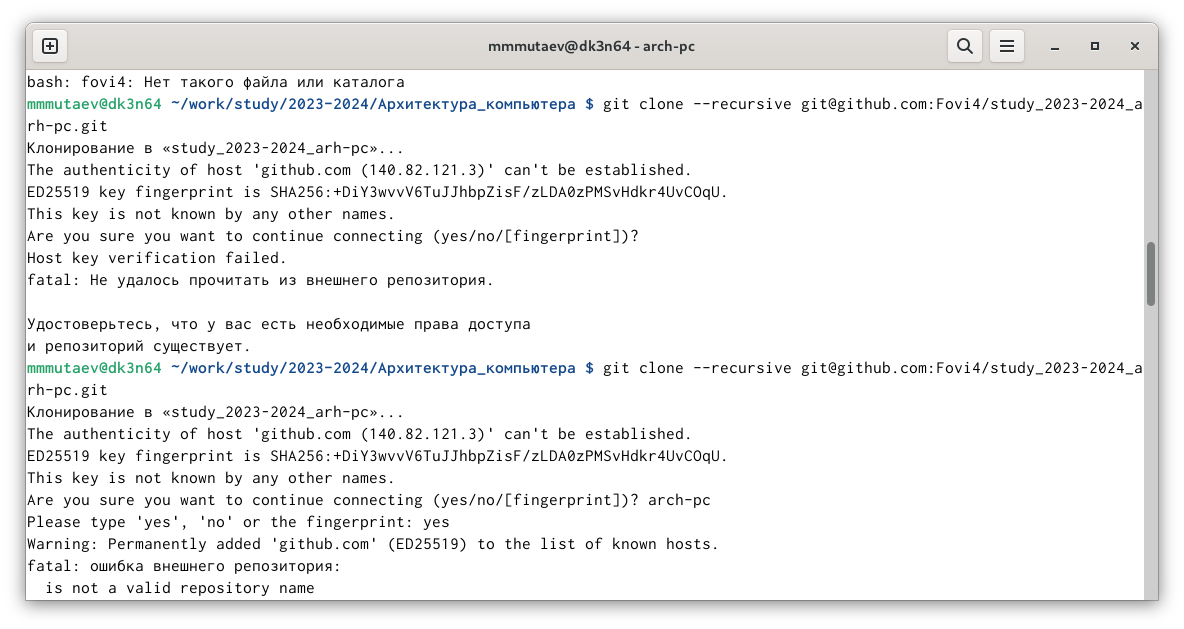 mmmutaev@dk3n64 - arch-pc
bash: fovi4: Нет такого файла или каталога
mmmutaev@dk3n64 ~/work/study/2023-2024/Архитектура_компьютера $ git clone --recursive git@github.com:Fovi4/study_2023-2024_a
rh-pc.git
Клонирование в «study_2023-2024_arh-pc»...
The authenticity of host 'github.com (140.82.121.3)' can't be established.
ED25519 key fingerprint is SHA256:+DiY3wvvV6TuJJhbpZisF/zLDA0zPMSvHdkr4UvCOqU.
This key is not known by any other names.
Are you sure you want to continue connecting (yes/no/[fingerprint])?
Host key verification failed.
fatal: Не удалось прочитать из внешнего репозитория.
Удостоверьтесь, что у вас есть необходимые права доступа
и репозиторий существует.
mmmutaev@dk3n64 ~/work/study/2023-2024/Архитектура_компьютера $ git clone --recursive git@github.com:Fovi4/study_2023-2024_a
rh-pc.git
Клонирование в «study_2023-2024_arh-pc»...
The authenticity of host 'github.com (140.82.121.3)' can't be established.
ED25519 key fingerprint is SHA256:+DiY3wvvV6TuJJhbpZisF/zLDA0zPMSvHdkr4UvCOqU.
This key is not known by any other names.
Are you sure you want to continue connecting (yes/no/[fingerprint])? arch-pc
Please type 'yes', 'no' or the fingerprint: yes
Warning: Permanently added 'github.com' (ED25519) to the list of known hosts.
fatal: ошибка внешнего репозитория:
  is not a valid repository name